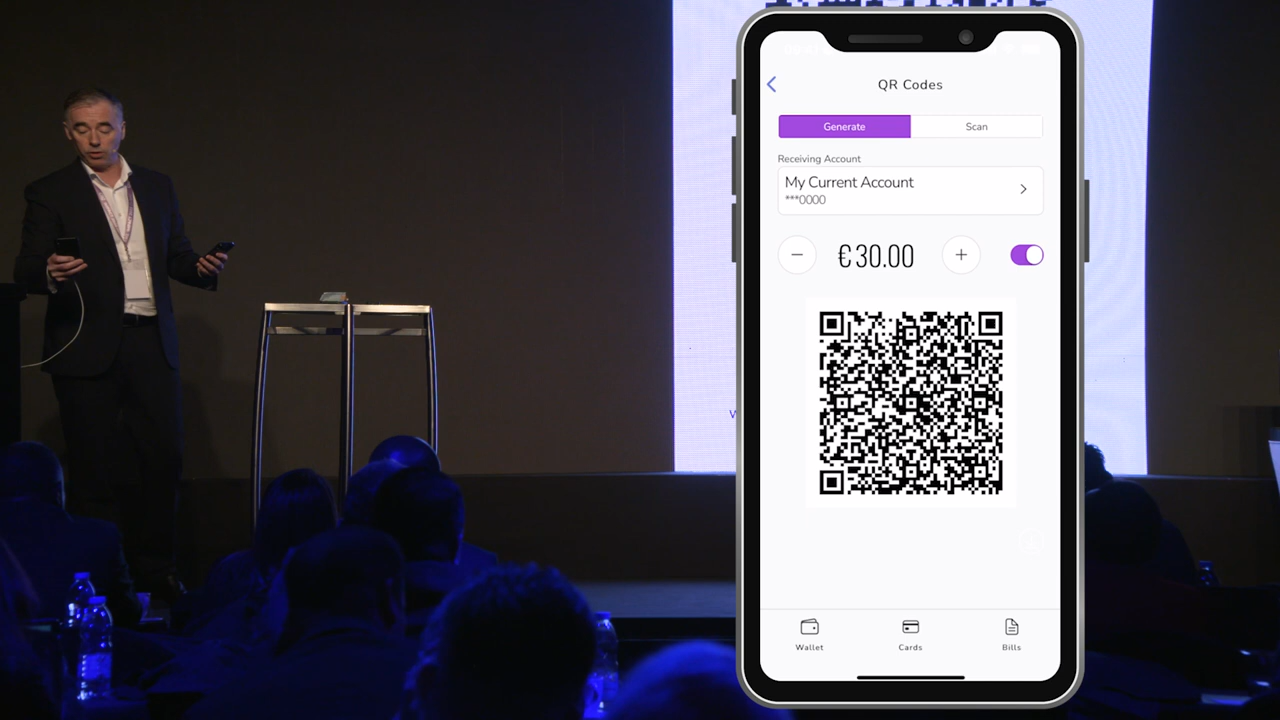 QR Codes
Generate
Scan
Receiving Account
My Current Account
***0000
€30.00
Wallet
Cards
Bills